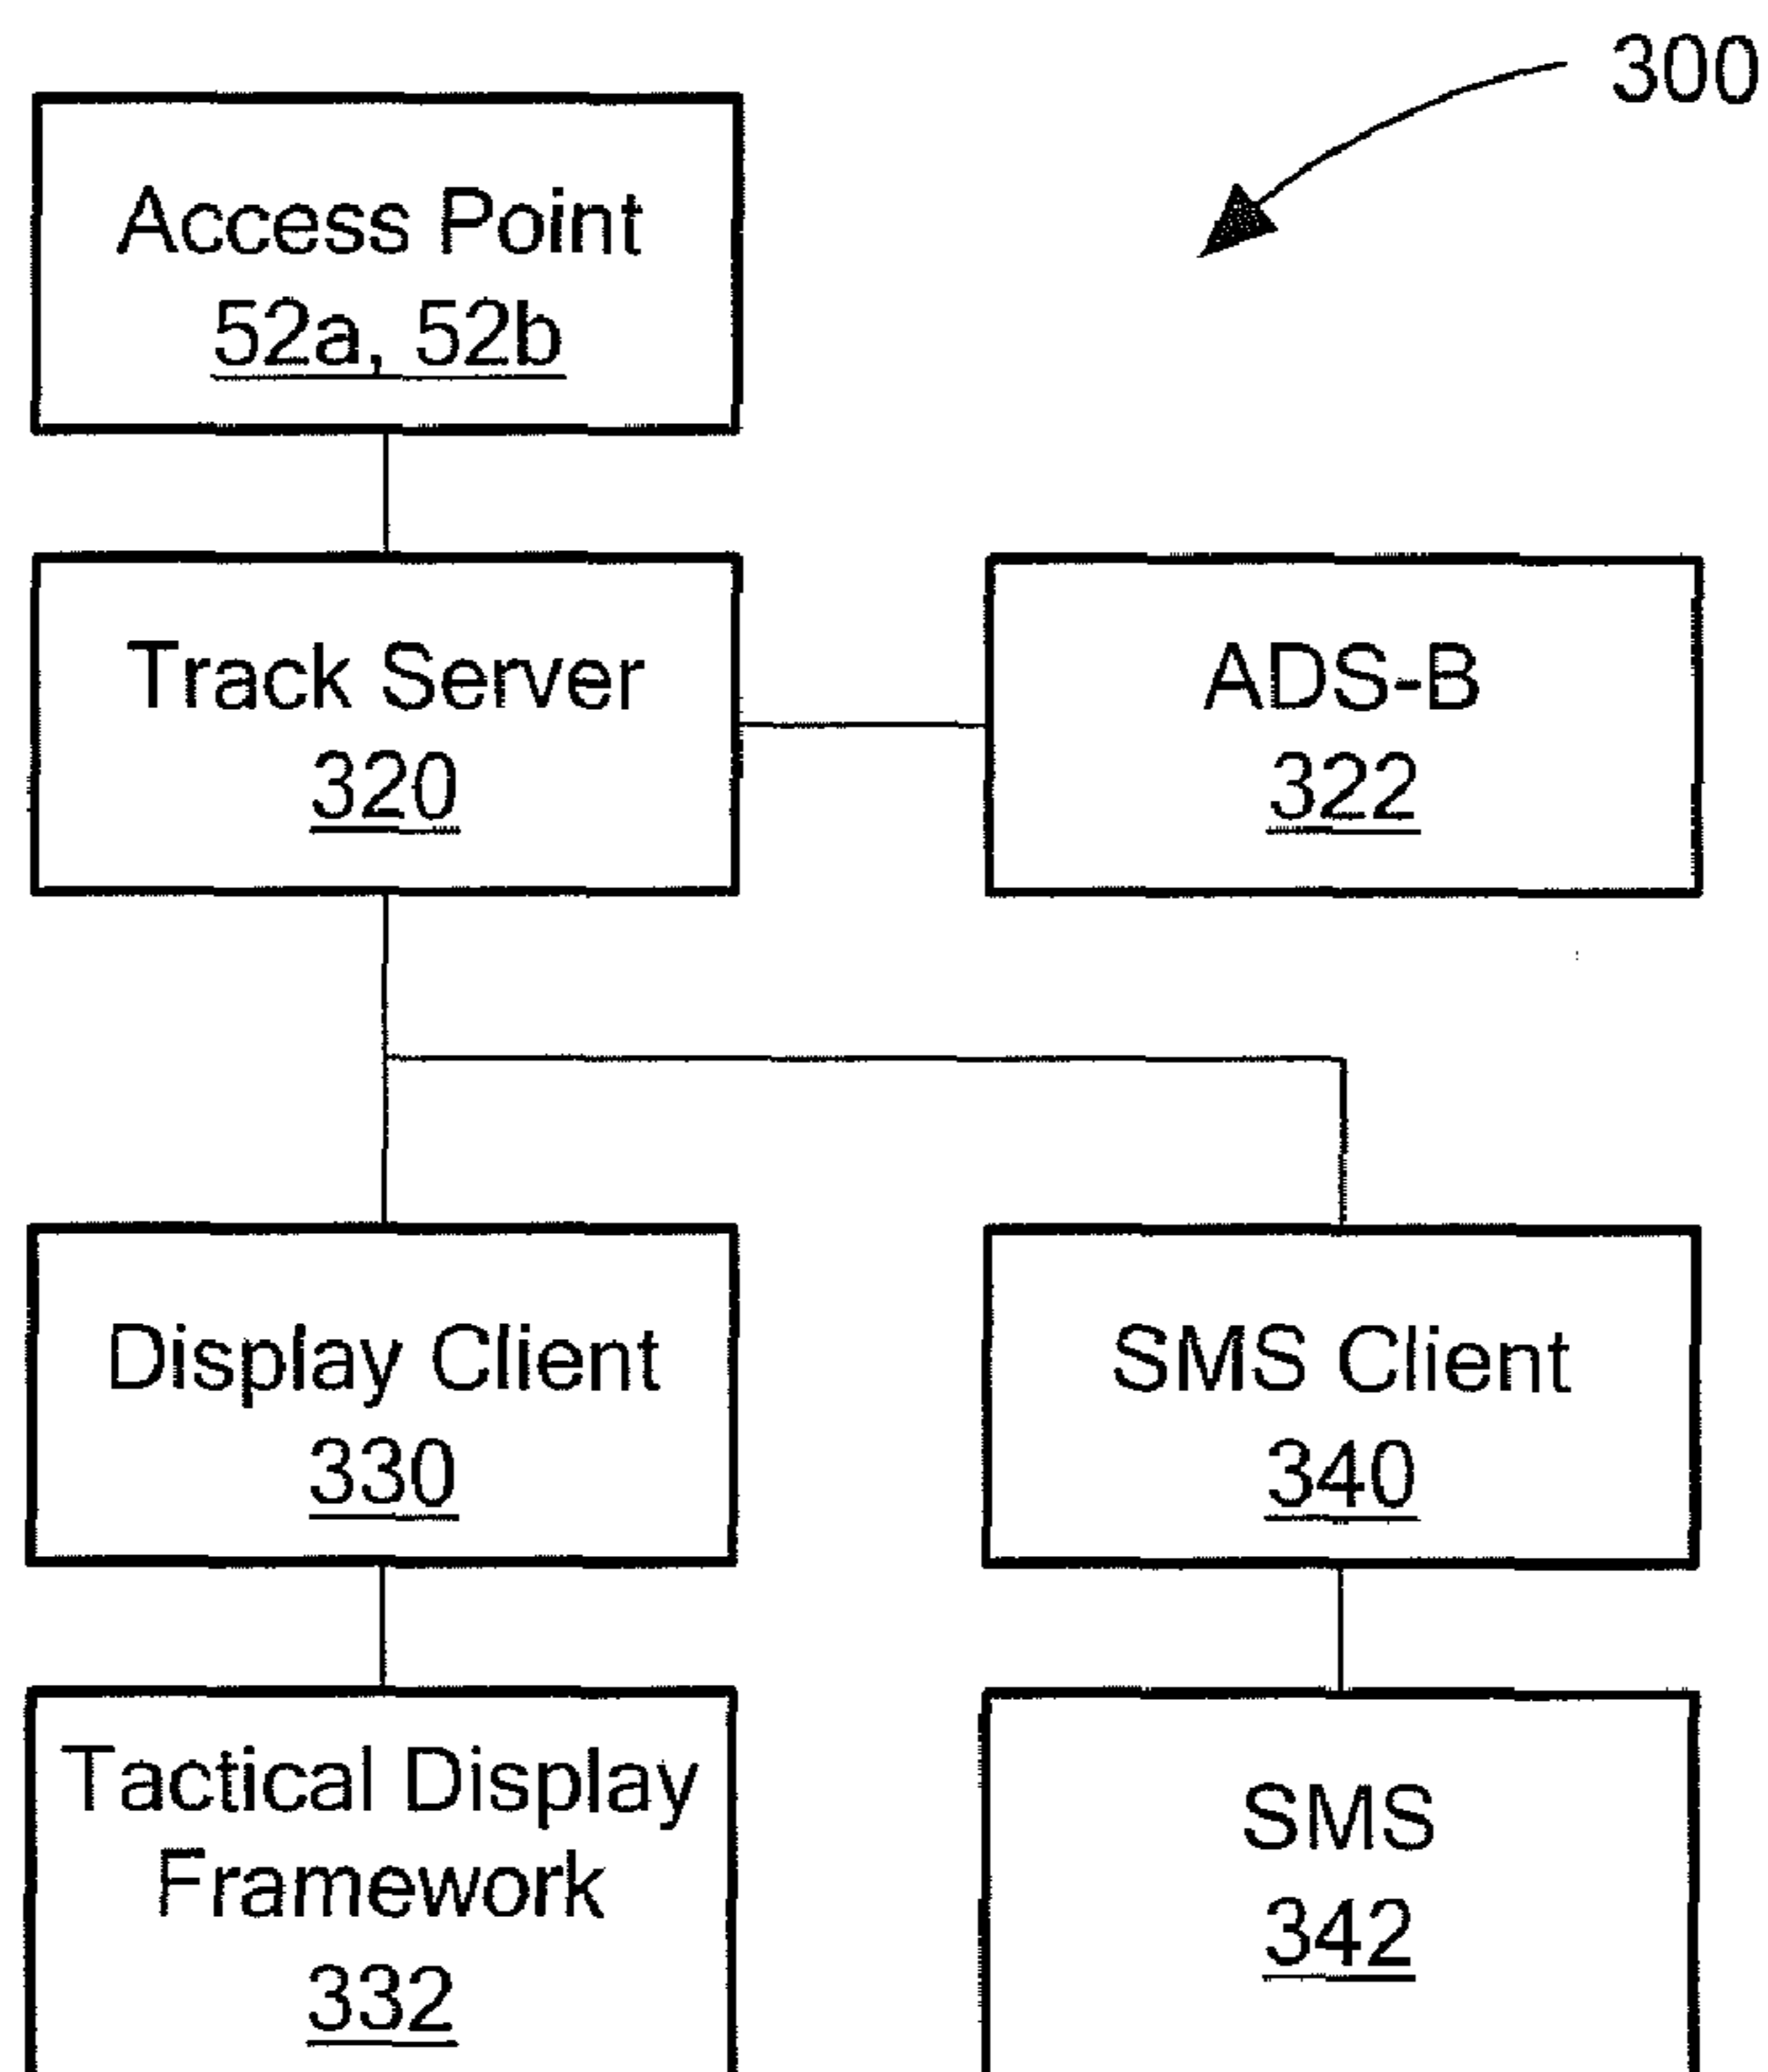 300
Access Point
52a, 52b
Track Server
320
ADS-B
322
Display Client
330
SMS Client
340
Tactical Display
Framework
332
SMS
342